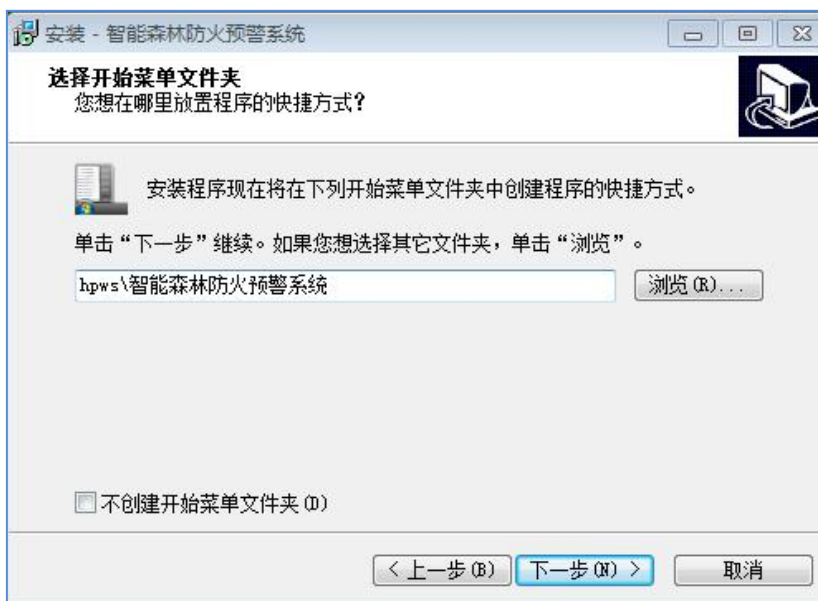 安装 - 智能森林防火预警系统
选择开始菜单文件夹
您想在哪里放置程序的快捷方式?
安装程序现在将在下列开始菜单文件夹中创建程序的快捷方式。
单击“下一步”继续。如果您想选择其它文件夹，单击“浏览”。
hpws\智能森林防火预警系统
浏览(R)...
不创建开始菜单文件夹(D)
< 上一步(B) 下一步(N) > 取消